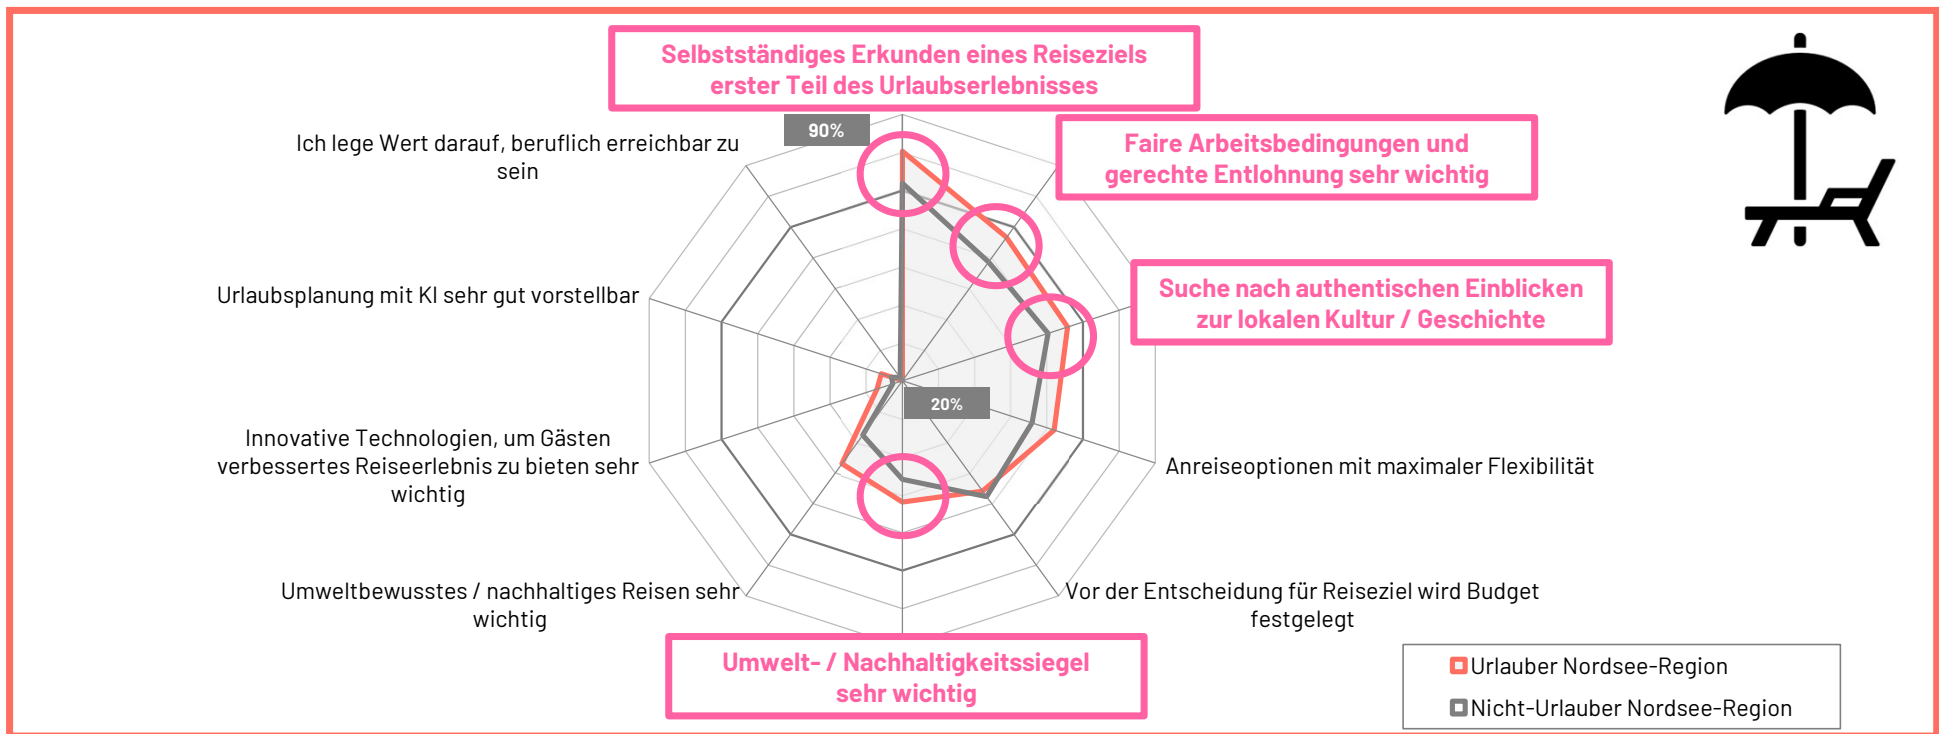 Selbstständiges Erkunden eines Reiseziels
erster Teil des Urlaubserlebnisses
90%
Ich lege Wert darauf, beruflich erreichbar zu
sein
Faire Arbeitsbedingungen und
gerechte Entlohnung sehr wichtig
Urlaubsplanung mit KI sehr gut vorstellbar
Suche nach authentischen Einblicken
zur lokalen Kultur / Geschichte
20%
Innovative Technologien, um Gästen
verbessertes Reiseerlebnis zu bieten sehr
wichtig
Anreiseoptionen mit maximaler Flexibilität
Umweltbewusstes / nachhaltiges Reisen sehr
wichtig
Vor der Entscheidung für Reiseziel wird Budget
festgelegt
Umwelt- / Nachhaltigkeitssiegel
sehr wichtig
Urlauber Nordsee-Region
Nicht-Urlauber Nordsee-Region